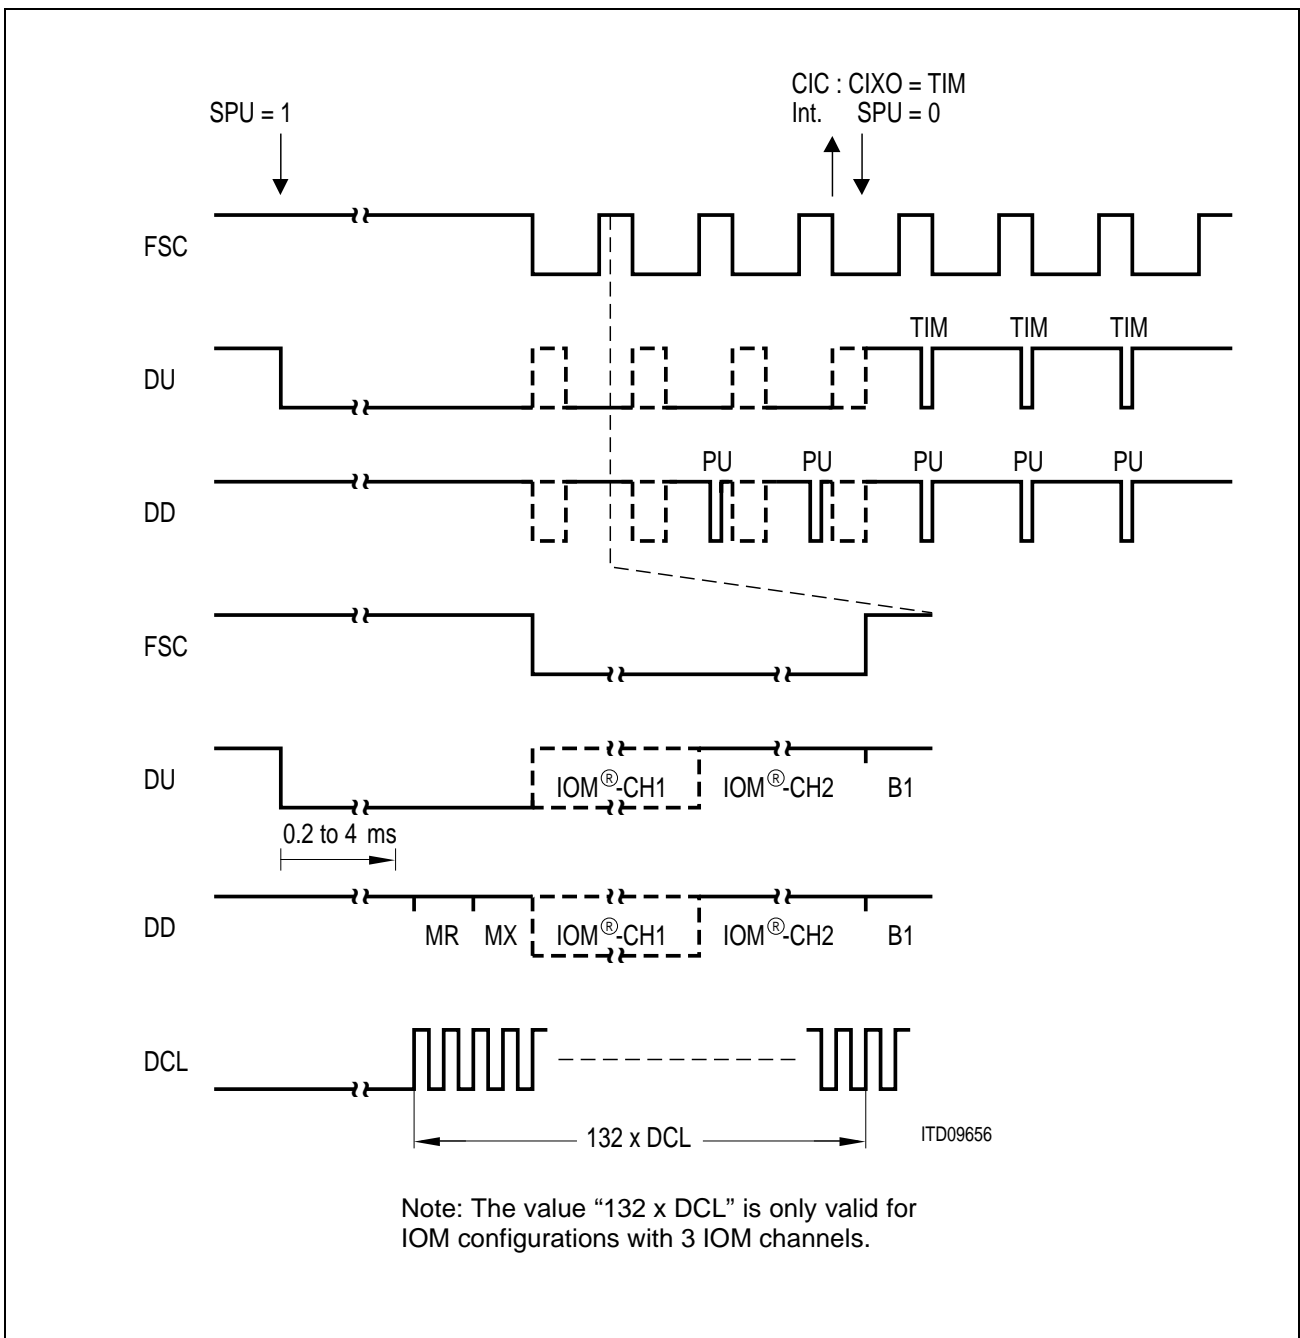 CIC : CIXO = TIM
SPU = 1
Int. SPU = 0
FSC
TIM TIM TIM
DU
PU PU PU PU PU
DD
FSC
DU
IOM®-CH1 IOM®-CH2 B1
0.2 to 4 ms
DD
MR MX IOM®-CH1 IOM®-CH2 B1
DCL
132 x DCL
ITD09656
Note: The value “132 x DCL” is only valid for
IOM configurations with 3 IOM channels.